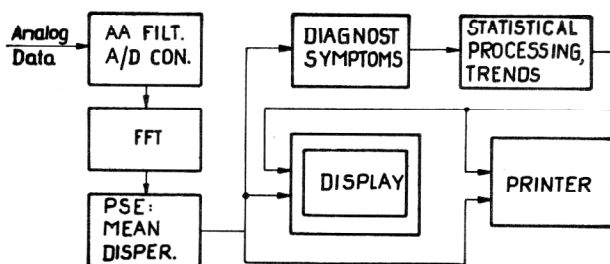 Analog
Data
AA FILT.
A/D CON.
DIAGNOST
SYMPTOMS
STATISTICAL
PROCESSING,
TRENDS
FFT
DISPLAY
PRINTER
PSE:
MEAN
DISPER.